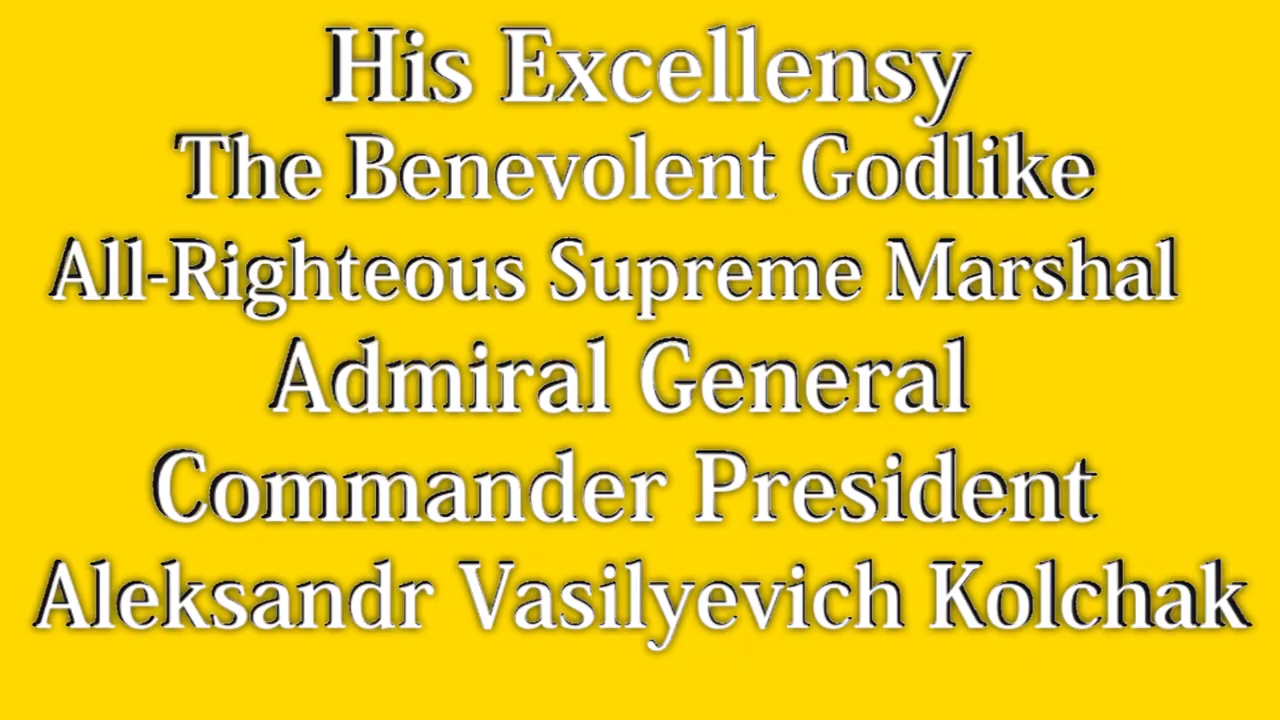 His Excellensy
The Benevolent Godlike
All-Righteous Supreme Marshal
Admiral General
Commander President
Aleksandr Vasilyevich Kolchak